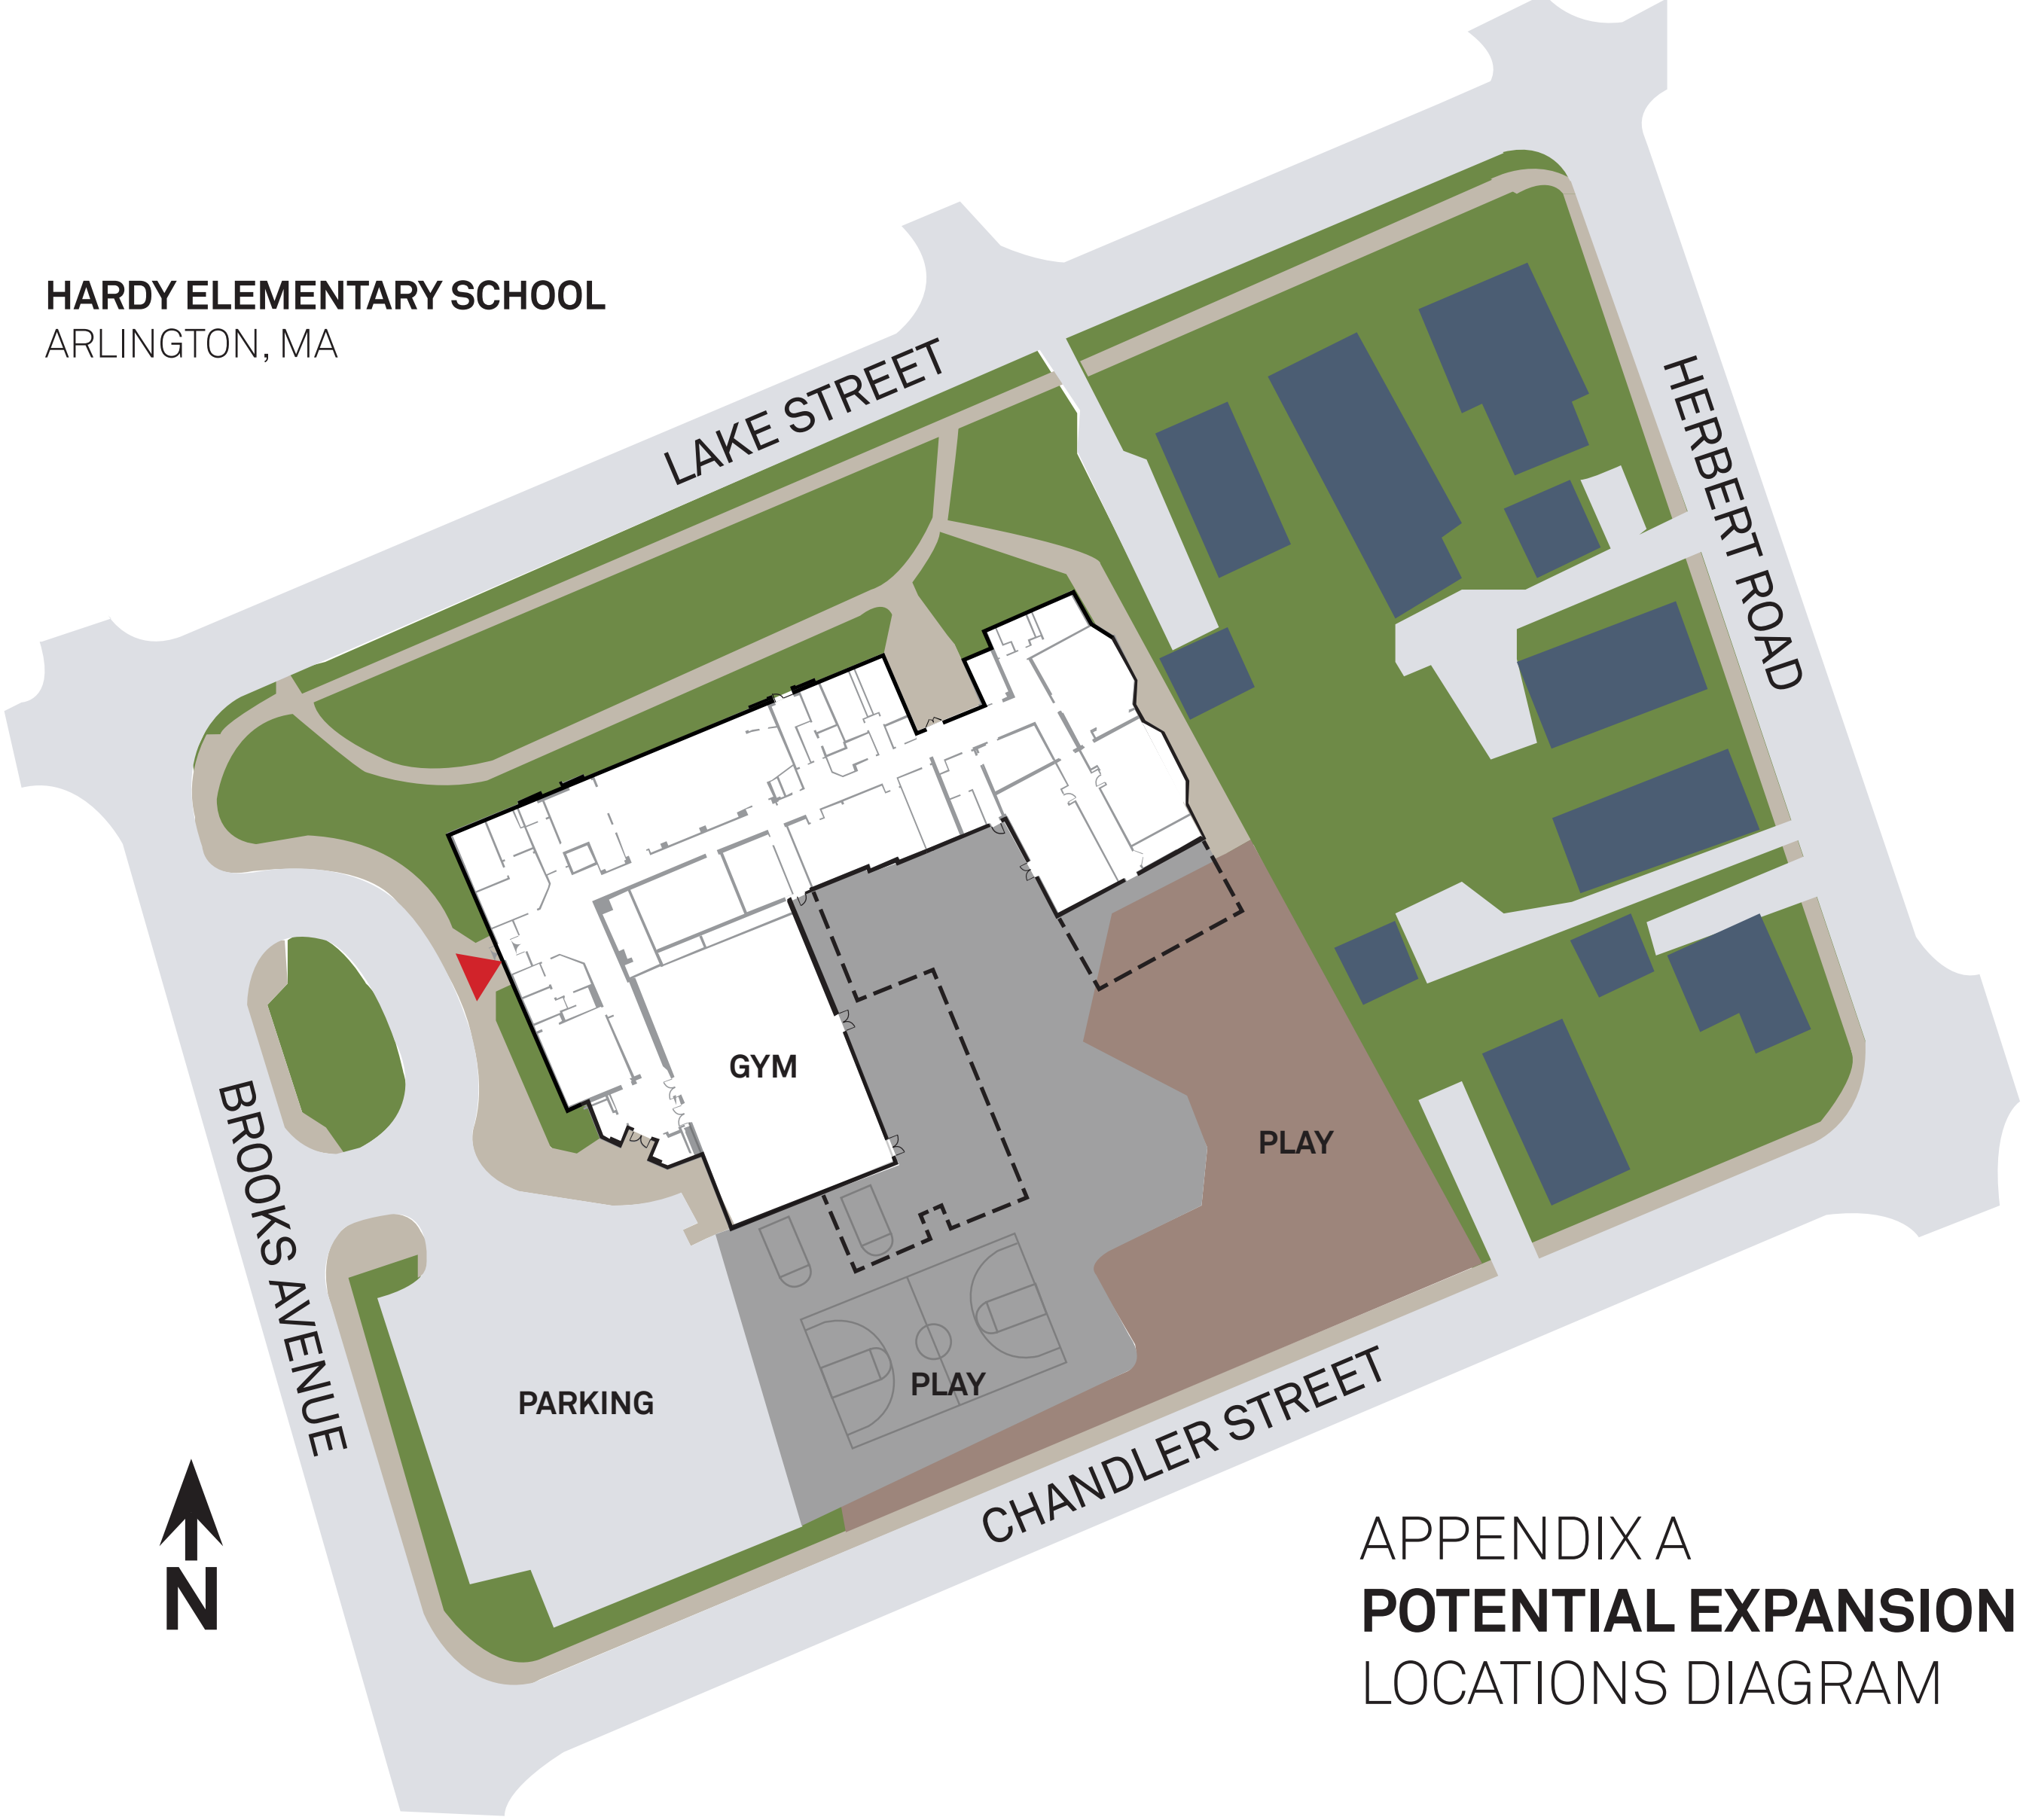 HARDY ELEMENTARY SCHOOL
ARLINGTON, MA
LAKE STREET
HERBERT ROAD
GYM
BROOKS AVENUE
PLAY
PLAY
PARKING
CHANDLER STREET
N
APPENDIX A
POTENTIAL EXPANSION
LOCATIONS DIAGRAM